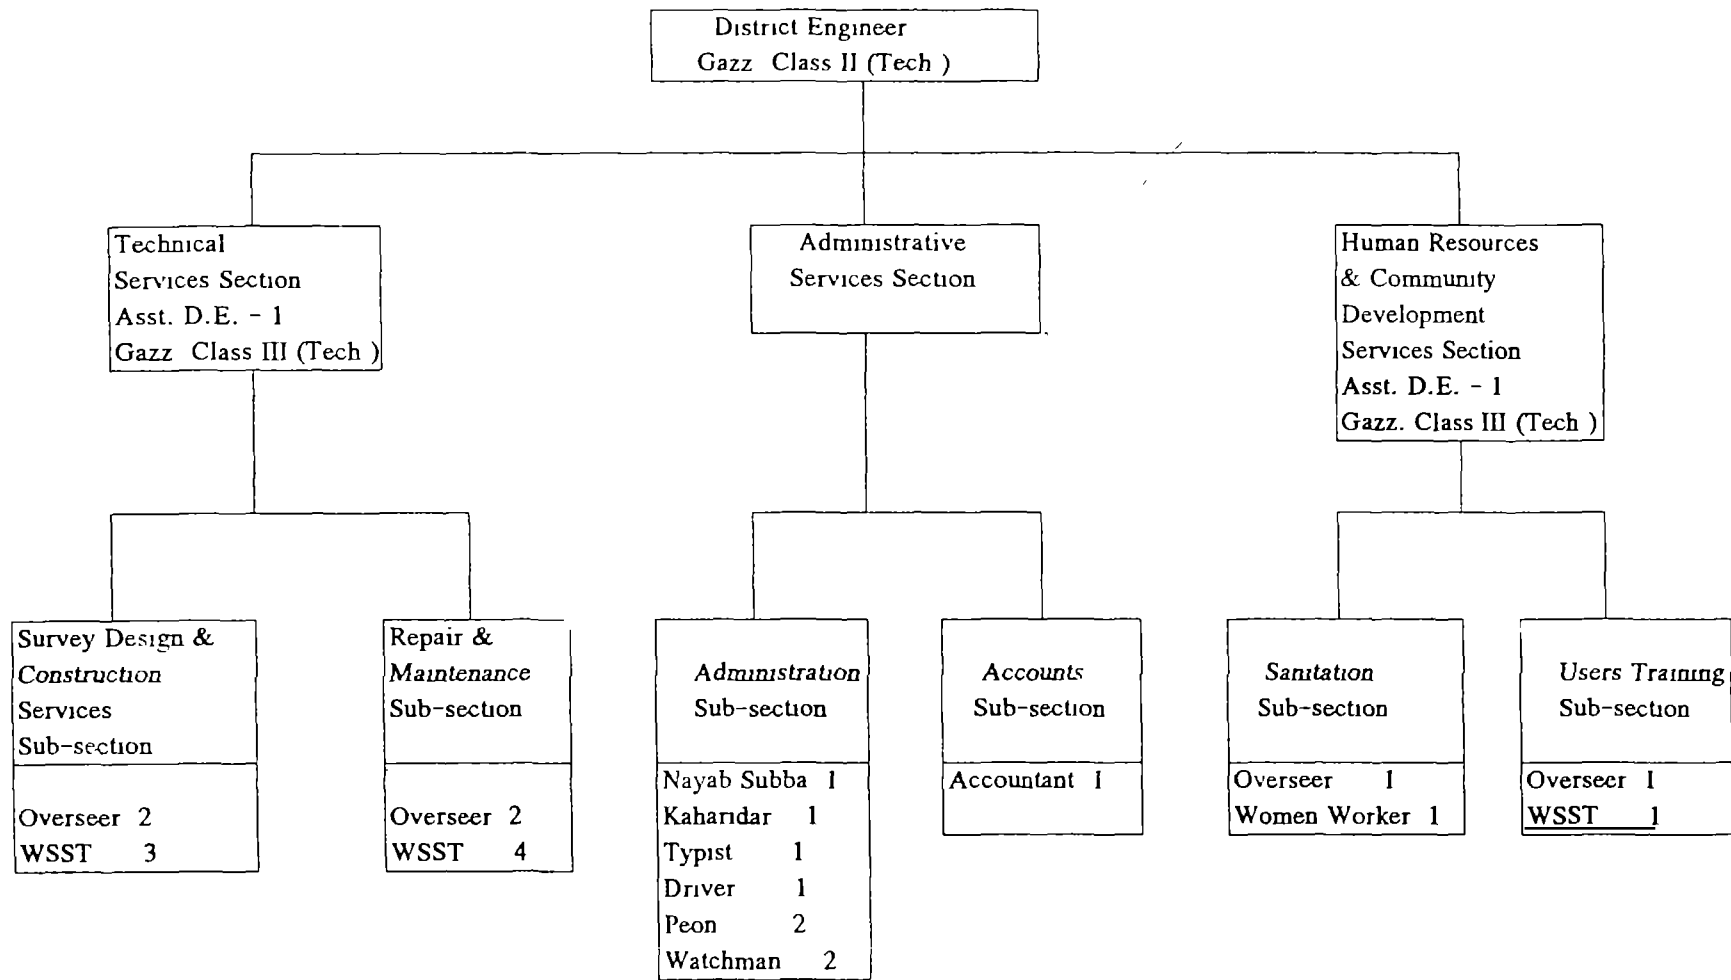 District Engineer
Gazz Class II (Tech )
Technical
Services Section
Asst. D.E. - 1
Gazz Class III (Tech )
Administrative
Services Section
Human Resources
& Community
Development
Services Section
Asst. D.E. - 1
Gazz. Class III (Tech )
Survey Design &
Construction
Services
Sub-section
Overseer 2
WSST 3
Repair &
Maintenance
Sub-section
Overseer 2
WSST 4
Administration
Sub-section
Nayab Subba 1
Kharidar 1
Typist 1
Driver 1
Peon 2
Watchman 2
Accounts
Sub-section
Accountant 1
Sanitation
Sub-section
Overseer 1
Women Worker 1
Users Training
Sub-section
Overseer 1
WSST 1